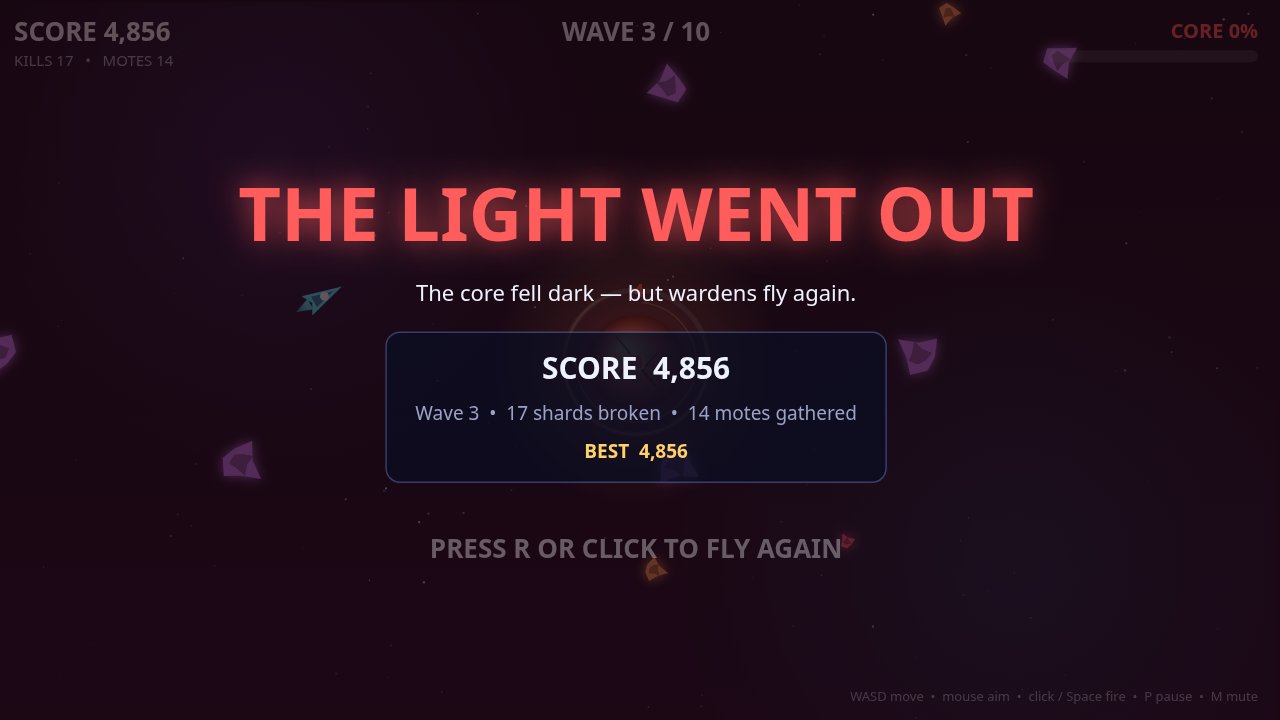 SCORE 4,856
WAVE 3 / 10
CORE 0%
KILLS 17 • MOTES 14
THE LIGHT WENT OUT
The core fell dark — but wardens fly again.
SCORE 4,856
Wave 3 • 17 shards broken • 14 motes gathered
BEST 4,856
PRESS R OR CLICK TO FLY AGAIN
WASD move • mouse aim • click / Space fire • P pause • M mute